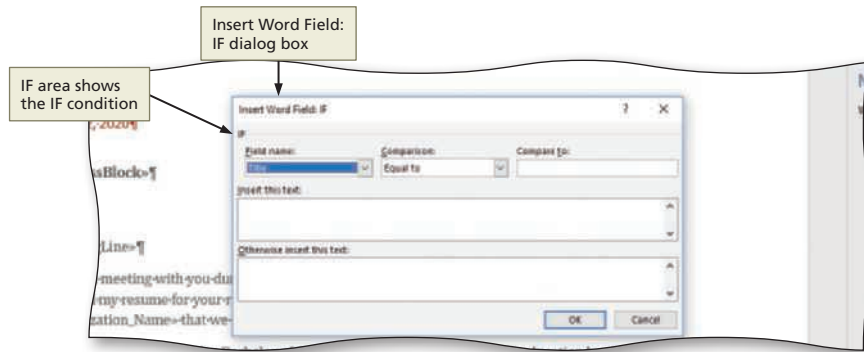 Insert Word Field:
IF dialog box
IF area shows
the IF condition
Insert Word Field: IF
IF
Field name:
Comparison:
Compare to:
Title
Equal to
Insert this text:
Otherwise insert this text:
OK
Cancel
, 2020¶
ssBlock»¶
Line»¶
meeting·with·you·du
my·resume·for·your·r
zation_Name»·that·we